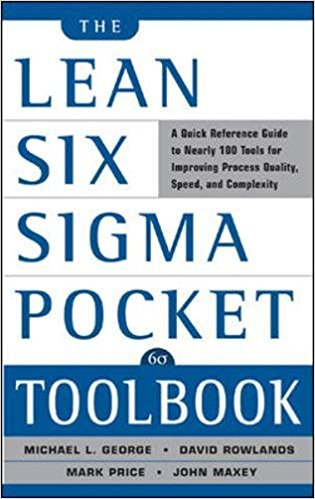 THE
LEAN
SIX
SIGMA
POCKET
A Quick Reference Guide
to Nearly 100 Tools for
Improving Process Quality,
Speed, and Complexity
6σ
TOOLBOOK
MICHAEL L. GEORGE • DAVID ROWLANDS
MARK PRICE • JOHN MAXEY